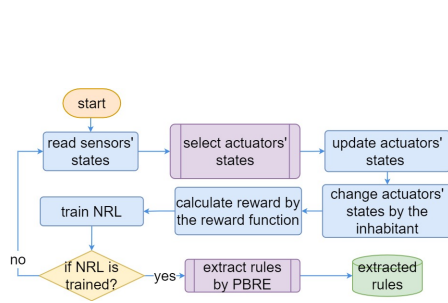 start
read sensors'
states
select actuators'
states
update actuators'
states
change actuators'
states by the
inhabitant
calculate reward by
the reward function
train NRL
if NRL is
trained?
no
yes
extract rules
by PBRE
extracted
rules